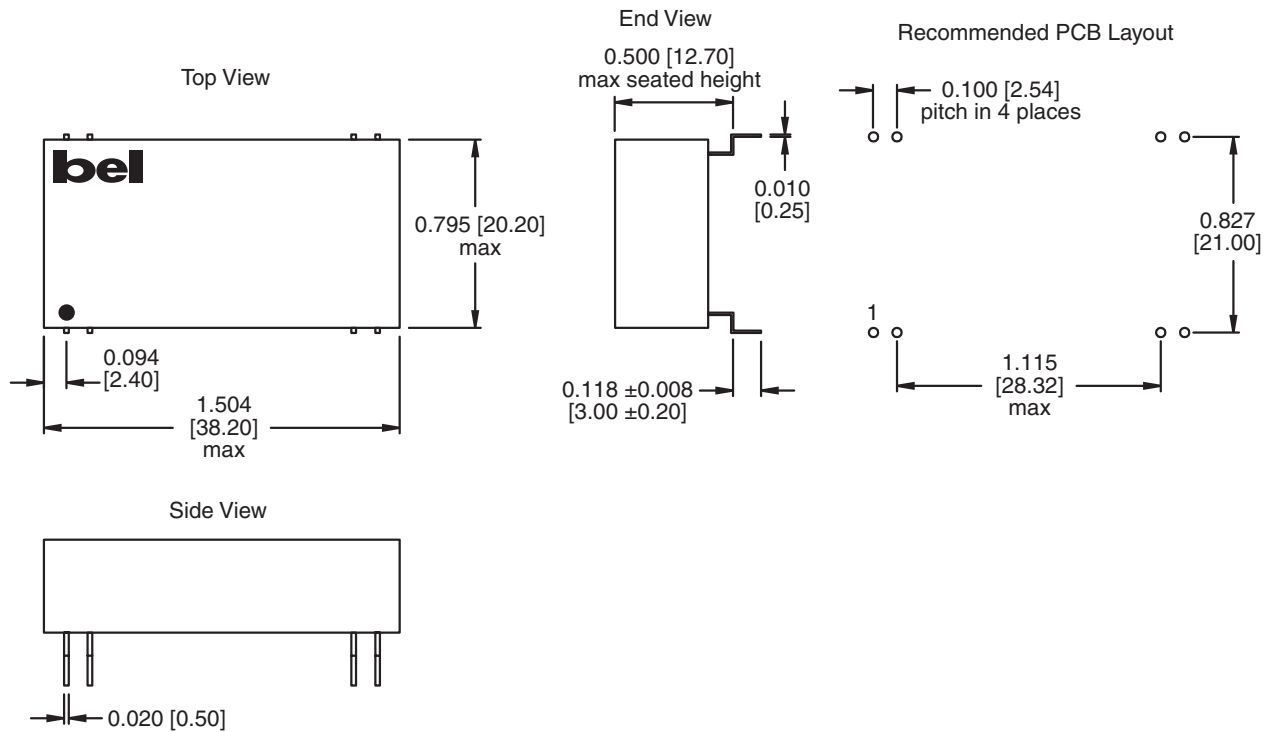 Top View
bel
0.795 [20.20]
max
0.094
[2.40]
1.504
[38.20]
max
End View
0.500 [12.70]
max seated height
0.010
[0.25]
0.118 ±0.008
[3.00 ±0.20]
Recommended PCB Layout
0.100 [2.54]
pitch in 4 places
0.827
[21.00]
1
1.115
[28.32]
max
Side View
0.020 [0.50]